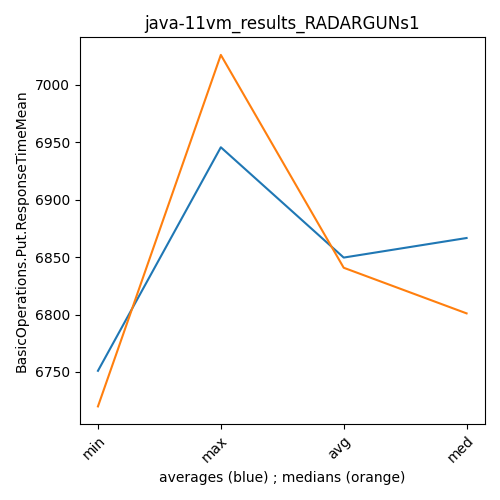 java-11vm_results_RADARGUNs1
BasicOperations.Put.ResponseTimeMean
7000
6950
6900
6850
6800
6750
min
max
avg
med
averages (blue) ; medians (orange)